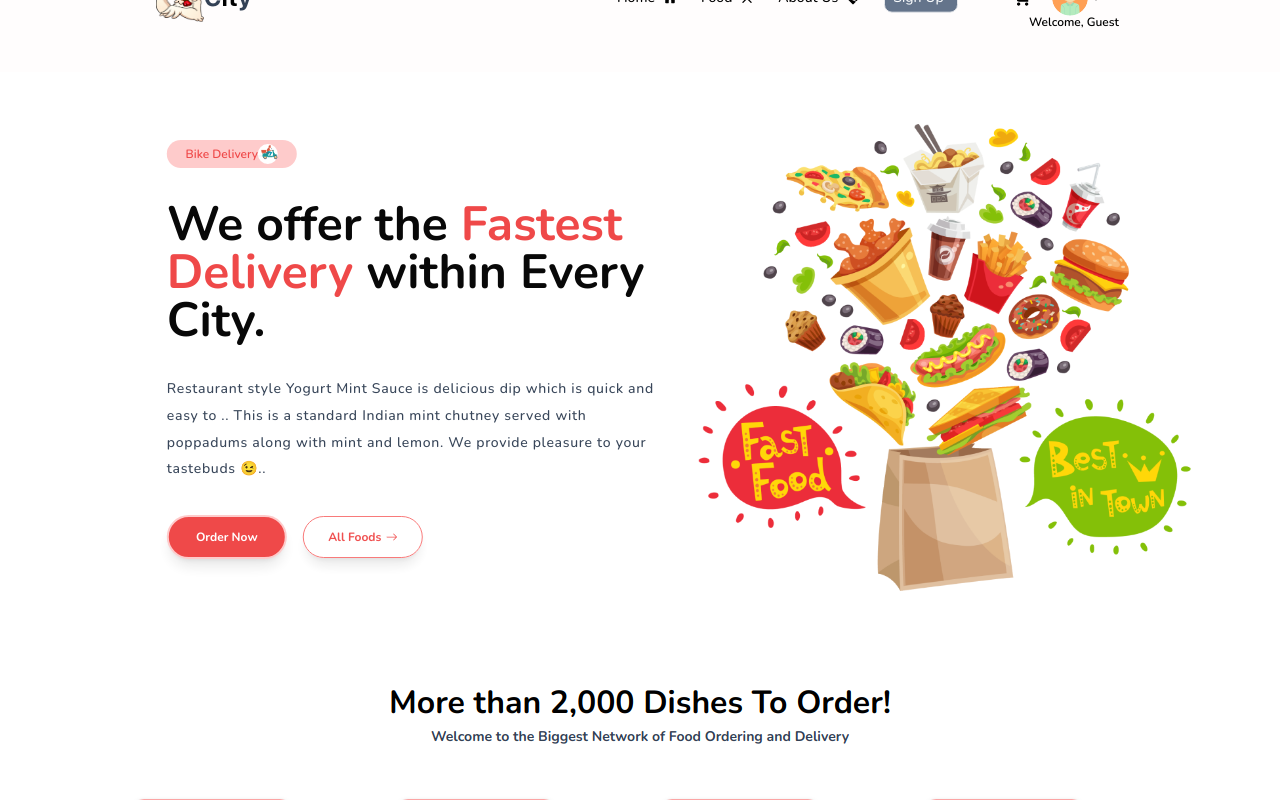 City
Home Food About Us Sign Up
Welcome, Guest
Bike Delivery
We offer the Fastest
Delivery within Every
City.
Restaurant style Yogurt Mint Sauce is delicious dip which is quick and
easy to .. This is a standard Indian mint chutney served with
poppadums along with mint and lemon. We provide pleasure to your
tastebuds 😉..
Order Now
All Foods →
Fast
Food
Best
in Town
More than 2,000 Dishes To Order!
Welcome to the Biggest Network of Food Ordering and Delivery